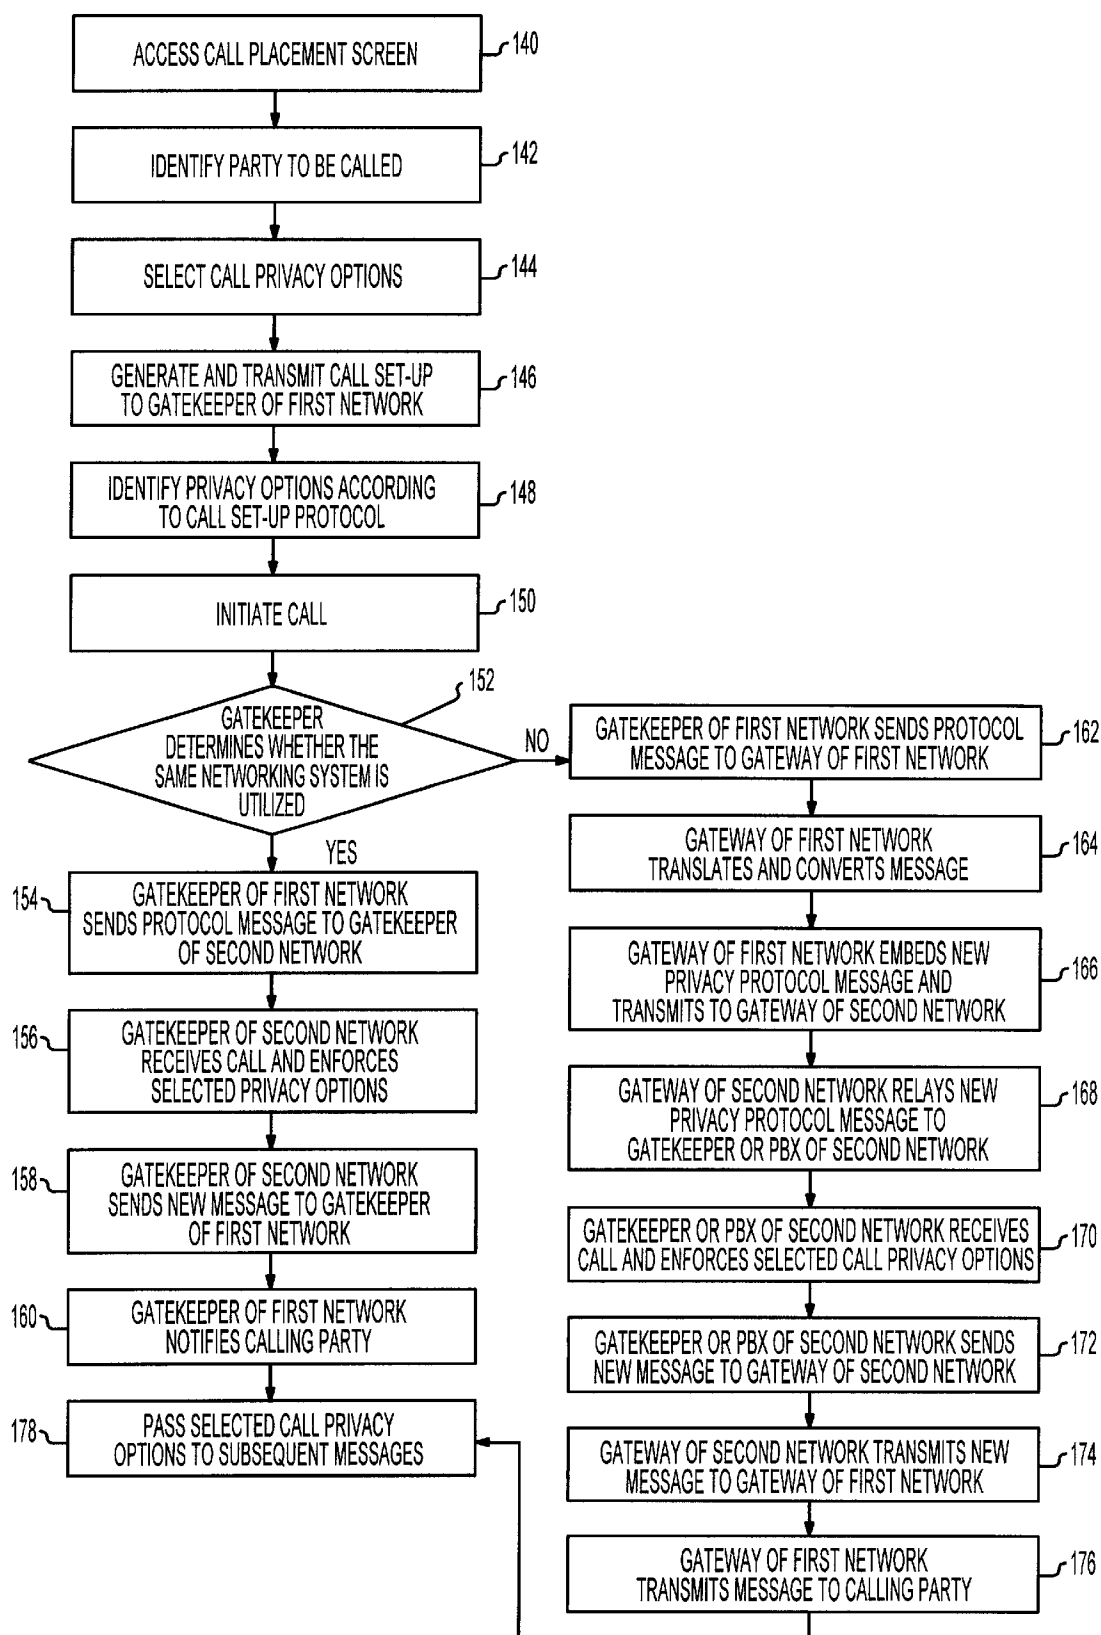 ACCESS CALL PLACEMENT SCREEN
140
IDENTIFY PARTY TO BE CALLED
142
SELECT CALL PRIVACY OPTIONS
144
GENERATE AND TRANSMIT CALL SET-UP
TO GATEKEEPER OF FIRST NETWORK
146
IDENTIFY PRIVACY OPTIONS ACCORDING
TO CALL SET-UP PROTOCOL
148
INITIATE CALL
150
152
GATEKEEPER
DETERMINES WHETHER THE
SAME NETWORKING SYSTEM IS
UTILIZED
NO
YES
154
GATEKEEPER OF FIRST NETWORK
SENDS PROTOCOL MESSAGE TO GATEKEEPER
OF SECOND NETWORK
156
GATEKEEPER OF SECOND NETWORK
RECEIVES CALL AND ENFORCES
SELECTED PRIVACY OPTIONS
158
GATEKEEPER OF SECOND NETWORK
SENDS NEW MESSAGE TO GATEKEEPER
OF FIRST NETWORK
160
GATEKEEPER OF FIRST NETWORK
NOTIFIES CALLING PARTY
178
PASS SELECTED CALL PRIVACY
OPTIONS TO SUBSEQUENT MESSAGES
GATEKEEPER OF FIRST NETWORK SENDS PROTOCOL
MESSAGE TO GATEWAY OF FIRST NETWORK
162
GATEWAY OF FIRST NETWORK
TRANSLATES AND CONVERTS MESSAGE
164
GATEWAY OF FIRST NETWORK EMBEDS NEW
PRIVACY PROTOCOL MESSAGE AND
TRANSMITS TO GATEWAY OF SECOND NETWORK
166
GATEWAY OF SECOND NETWORK RELAYS NEW
PRIVACY PROTOCOL MESSAGE TO
GATEKEEPER OR PBX OF SECOND NETWORK
168
GATEKEEPER OR PBX OF SECOND NETWORK RECEIVES
CALL AND ENFORCES SELECTED CALL PRIVACY OPTIONS
170
GATEKEEPER OR PBX OF SECOND NETWORK SENDS
NEW MESSAGE TO GATEWAY OF SECOND NETWORK
172
GATEWAY OF SECOND NETWORK TRANSMITS NEW
MESSAGE TO GATEWAY OF FIRST NETWORK
174
GATEWAY OF FIRST NETWORK
TRANSMITS MESSAGE TO CALLING PARTY
176